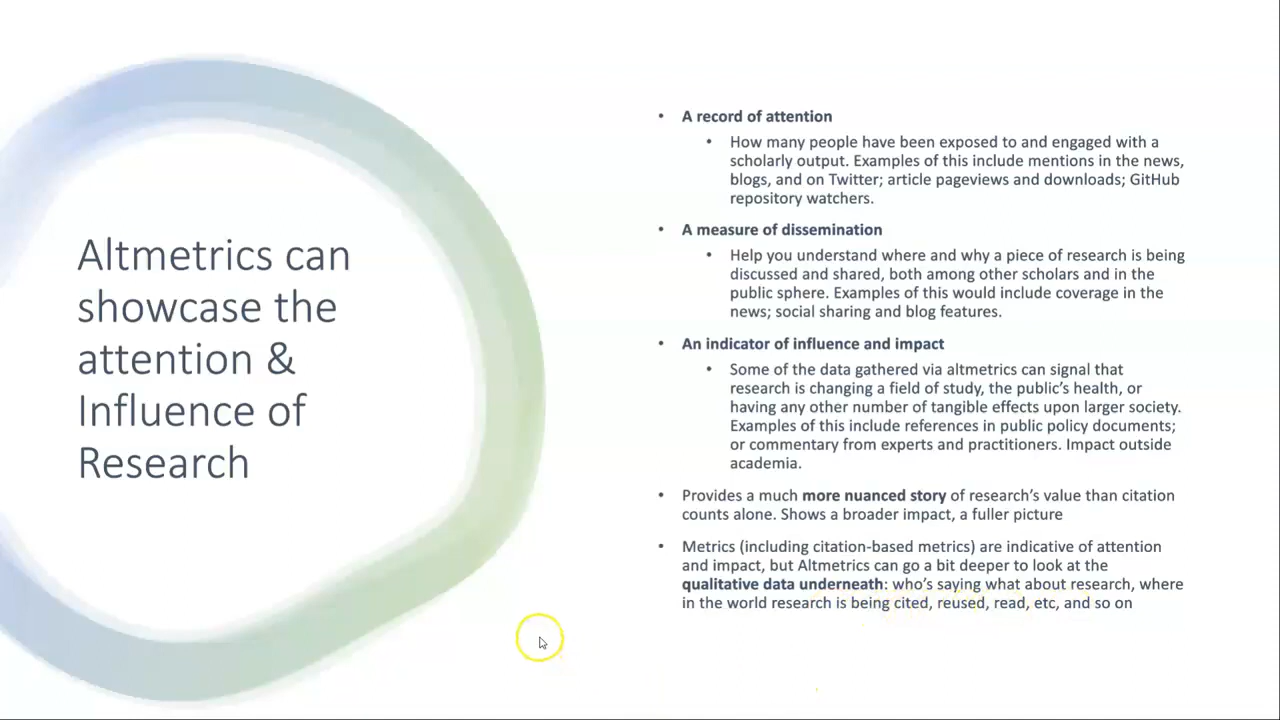 Altmetrics can
showcase the
attention &
Influence of
Research
• A record of attention
• How many people have been exposed to and engaged with a
scholarly output. Examples of this include mentions in the news,
blogs, and on Twitter; article pageviews and downloads; GitHub
repository watchers.
• A measure of dissemination
• Help you understand where and why a piece of research is being
discussed and shared, both among other scholars and in the
public sphere. Examples of this would include coverage in the
news; social sharing and blog features.
• An indicator of influence and impact
• Some of the data gathered via altmetrics can signal that
research is changing a field of study, the public’s health, or
having any other number of tangible effects upon larger society.
Examples of this include references in public policy documents;
or commentary from experts and practitioners. Impact outside
academia.
• Provides a much more nuanced story of research’s value than citation
counts alone. Shows a broader impact, a fuller picture
• Metrics (including citation-based metrics) are indicative of attention
and impact, but Altmetrics can go a bit deeper to look at the
qualitative data underneath: who’s saying what about research, where
in the world research is being cited, reused, read, etc, and so on